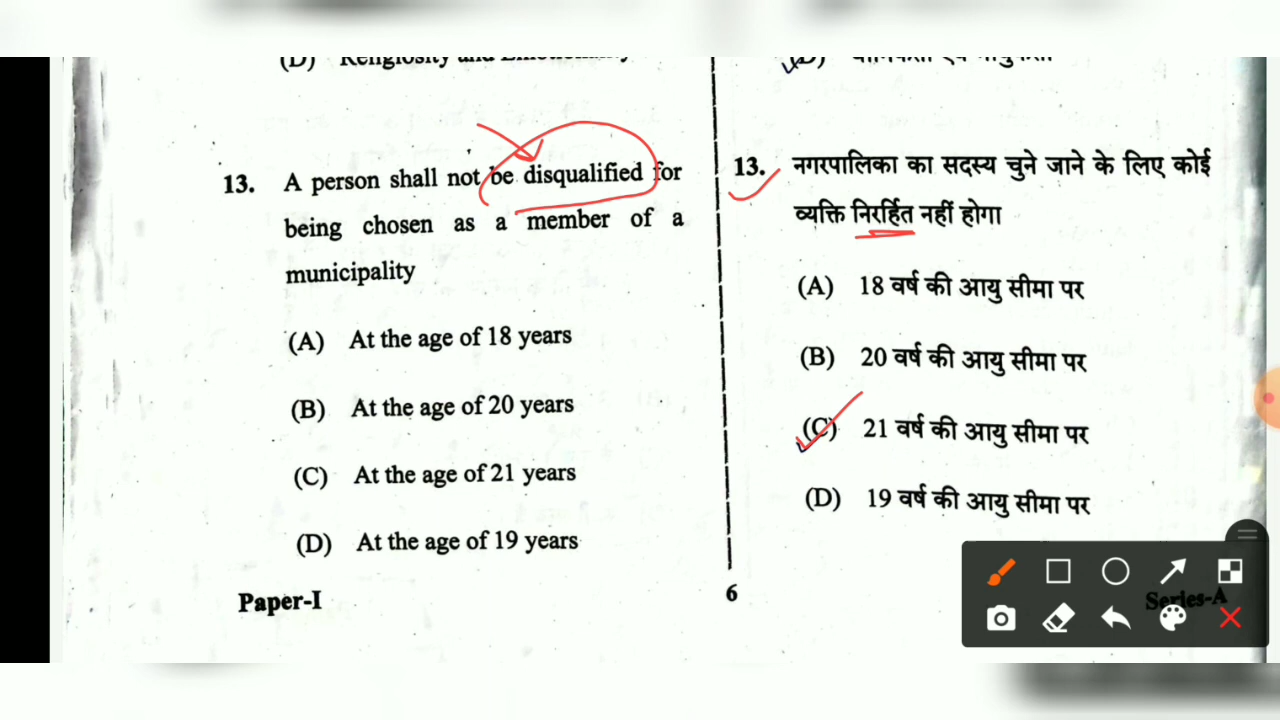 (D) Religiosity and Emotionality
13. A person shall not be disqualified for
being chosen as a member of a
municipality
(A) At the age of 18 years
(B) At the age of 20 years
(C) At the age of 21 years
(D) At the age of 19 years
Paper-I
(D)
13. नगरपालिका का सदस्य चुने जाने के लिए कोई
व्यक्ति निरर्हित नहीं होगा
(A) 18 वर्ष की आयु सीमा पर
(B) 20 वर्ष की आयु सीमा पर
(C) 21 वर्ष की आयु सीमा पर
(D) 19 वर्ष की आयु सीमा पर
6
Series-A